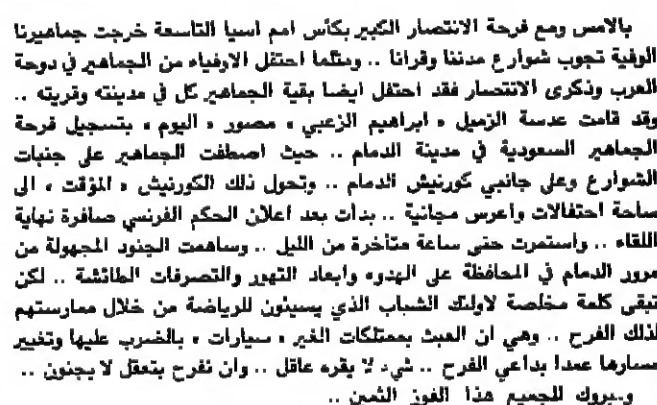 بالامس ومع فرحة الانتصار الكبير بكأس امم اسيا التاسعة خرجت جماهيرنا
الوفية تجوب شوارع مدننا وقرانا .. ومثلما احتفل الاوفياء من الجماهير في دوحة
العرب وذكرى الانتصار فقد احتفل ايضا بقية الجماهير كل في مدينته وقريته ..
وقد قامت عدسة الزميل « ابراهيم الزعبي » مصور « اليوم » بتسجيل فرحة
الجماهير السعودية في مدينة الدمام .. حيث اصطفت الجماهير على جنبات
الشوارع وعلى جانبي كورنيش الدمام .. وتحول ذلك الكورنيش « المؤقت » الى
ساحة احتفالات واعرس مجانية .. بدأت بعد اعلان الحكم الفرنسي صافرة نهاية
اللقاء .. واستمرت حتى ساعة متأخرة من الليل .. وساهمت الجنود المجهولة من
مرور الدمام في المحافظة على الهدوء وابعاد التهور والتصرفات الطائشة .. لكن
تبقى كلمة مخلصة لاولئك الشباب الذي يسيئون للرياضة من خلال ممارستهم
لذلك الفرح .. وهي ان العبث بممتلكات الغير « سيارات » بالضرب عليها وتغيير
مسارها عمدا بداعي الفرح .. شيء لا يقره عاقل .. وان نفرح بتعقل لا بجنون ..
ومبروك للجميع هذا الفوز الثمين ..